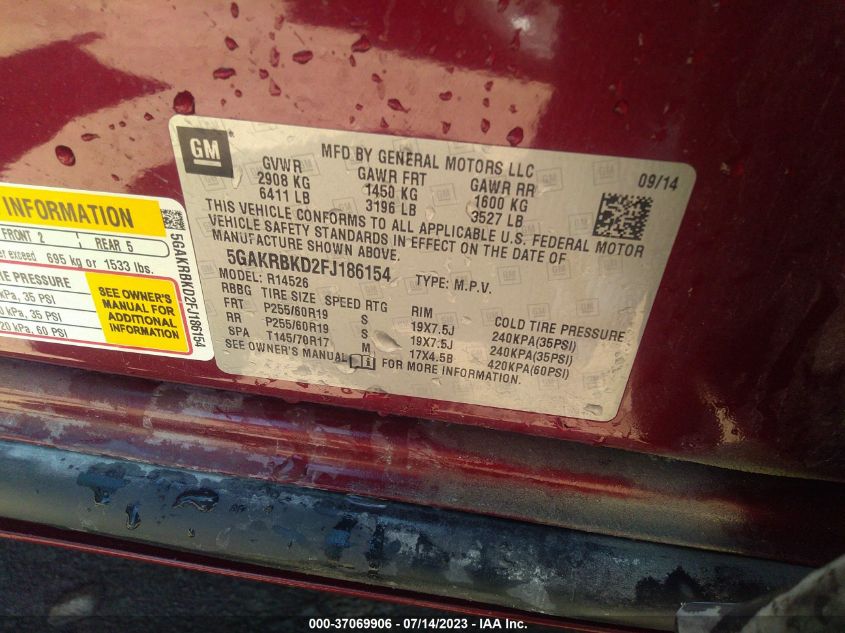 GM
MFD BY GENERAL MOTORS LLC
09/14
GVWR GAWR FRT GAWR RR
2908 KG 1450 KG 1600 KG
6411 LB 3196 LB 3527 LB
THIS VEHICLE CONFORMS TO ALL APPLICABLE U.S. FEDERAL MOTOR
VEHICLE SAFETY STANDARDS IN EFFECT ON THE DATE OF
MANUFACTURE SHOWN ABOVE.
5GAKRBKD2FJ186154
TYPE: M.P.V.
MODEL: R14526
RBBG TIRE SIZE SPEED RTG RIM COLD TIRE PRESSURE
FRT P255/60R19 S 19X7.5J 240KPA(35PSI)
RR P255/60R19 S 19X7.5J 240KPA(35PSI)
SPA T145/70R17 M 17X4.5B 420KPA(60PSI)
SEE OWNER'S MANUAL FOR MORE INFORMATION.
INFORMATION
FRONT 2 REAR 5
exceed 695 kg or 1533 lbs.
PRESSURE
kPa, 35 PSI
kPa, 35 PSI
20 kPa, 60 PSI
SEE OWNER'S
MANUAL FOR
ADDITIONAL
INFORMATION
5GAKRBKD2FJ186154
000-37069906 / 07/14/2023 - IAA Inc.